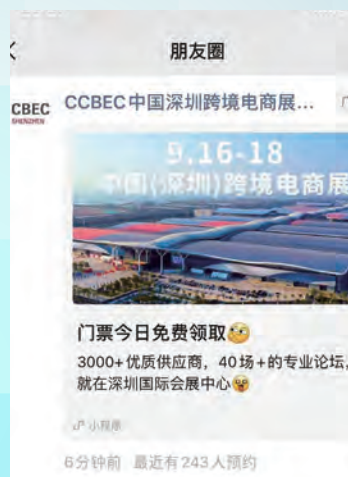 朋友圈
CCBEC
SHENZHEN
CCBEC中国深圳跨境电商展...
9.16-18
中国(深圳)跨境电商展
门票今日免费领取
3000+优质供应商，40场+的专业论坛，
就在深圳国际会展中心
小程序
6分钟前 最近有243人预约